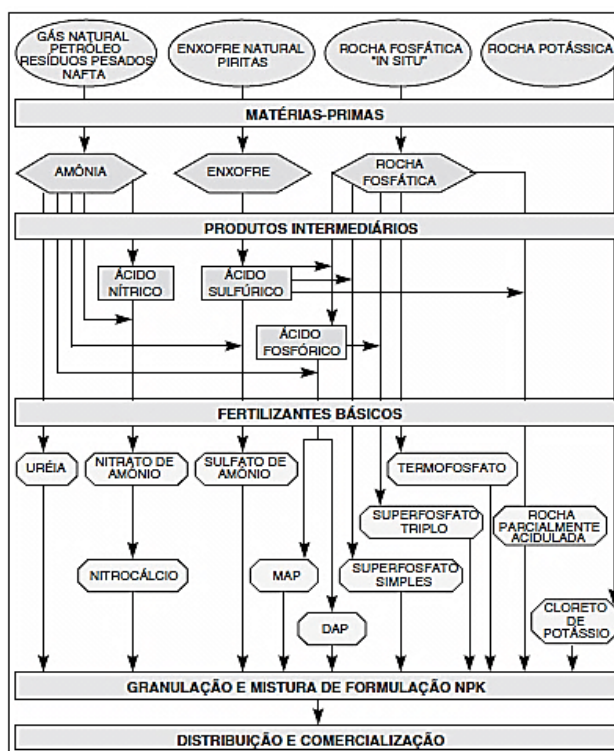 GÁS NATURAL
PETRÓLEO
RESÍDUOS PESADOS
NAFTA
ENXOFRE NATURAL
PIRITAS
ROCHA FOSFÁTICA
"IN SITU"
ROCHA POTÁSSICA
MATÉRIAS-PRIMAS
AMÔNIA
ENXOFRE
ROCHA
FOSFÁTICA
PRODUTOS INTERMEDIÁRIOS
ÁCIDO
NÍTRICO
ÁCIDO
SULFÚRICO
ÁCIDO
FOSFÓRICO
FERTILIZANTES BÁSICOS
URÉIA
NITRATO DE
AMÔNIO
SULFATO DE
AMÔNIO
TERMOFOSFATO
SUPERFOSFATO
TRIPLO
ROCHA
PARCIALMENTE
ACIDULADA
NITROCÁLCIO
MAP
SUPERFOSFATO
SIMPLES
DAP
CLORETO
DE
POTÁSSIO
GRANULAÇÃO E MISTURA DE FORMULAÇÃO NPK
DISTRIBUIÇÃO E COMERCIALIZAÇÃO